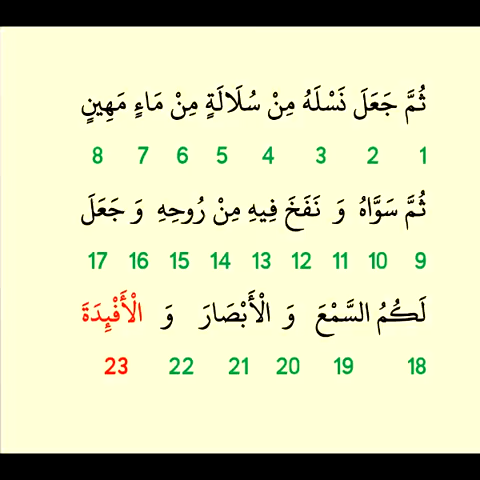 ثُمَّ جَعَلَ نَسْلَهُ مِنْ سُلَالَةٍ مِنْ مَاءٍ مَهِينٍ
1 2 3 4 5 6 7 8
ثُمَّ سَوَّاهُ وَ نَفَخَ فِيهِ مِنْ رُوحِهِ وَ جَعَلَ
9 10 11 12 13 14 15 16 17
لَكُمُ السَّمْعَ وَ الْأَبْصَارَ وَ الْأَفْئِدَةَ
18 19 20 21 22 23